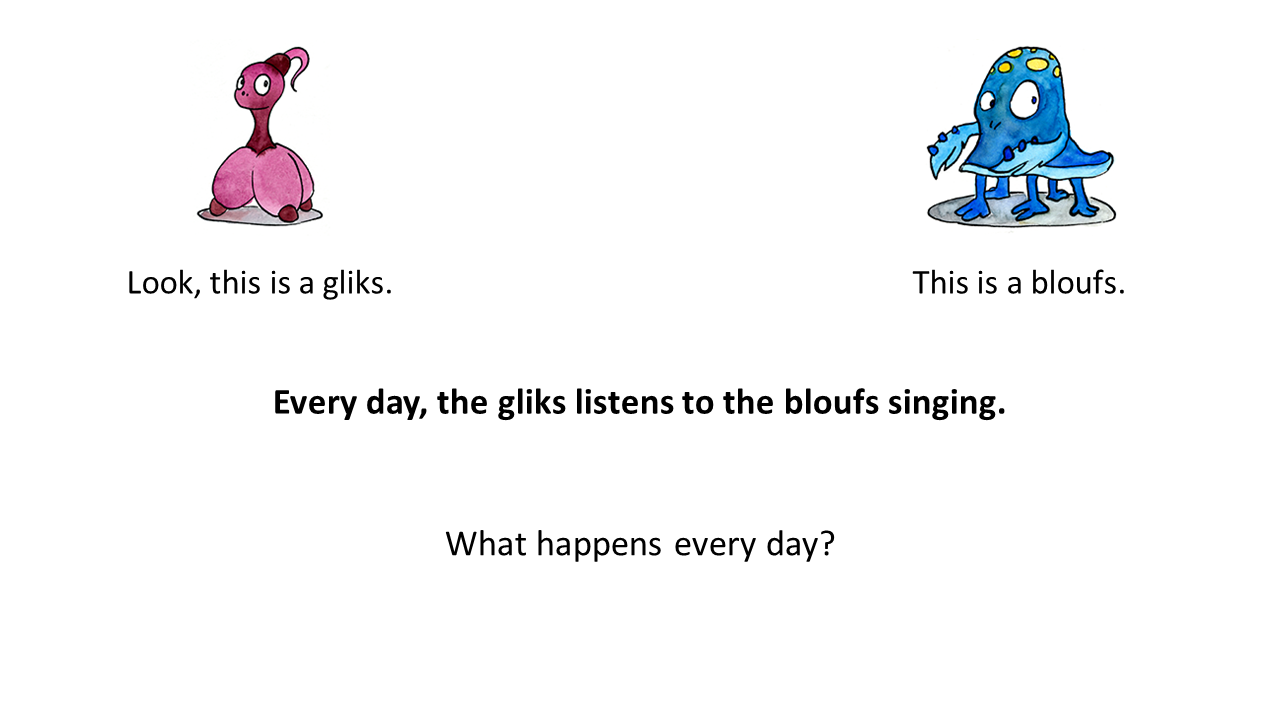 Look, this is a gliks.
This is a bloufs.
Every day, the gliks listens to the bloufs singing.
What happens every day?